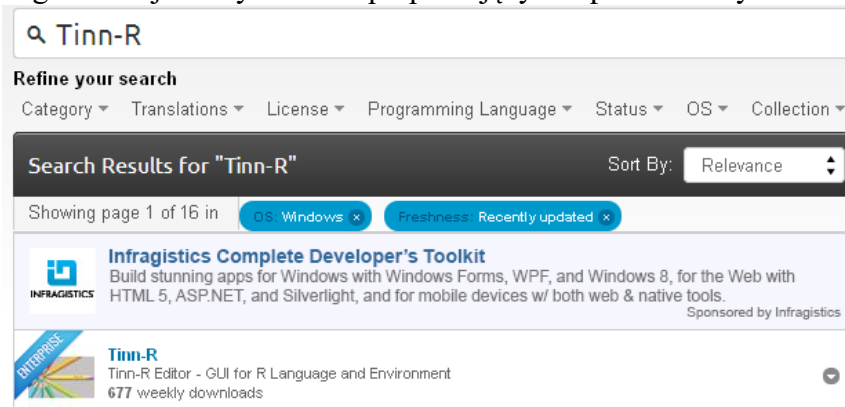 Tinn-R
Refine your search
Category Translations License Programming Language Status OS Collection
Search Results for "Tinn-R" Sort By: Relevance
Showing page 1 of 16 in OS: Windows Freshness: Recently updated
Infragistics Complete Developer's Toolkit
Build stunning apps for Windows with Windows Forms, WPF, and Windows 8, for the Web with
INFRAGISTICS HTML 5, ASP.NET, and Silverlight, and for mobile devices w/ both web & native tools.
Sponsored by Infragistics
ENTERPRISE
Tinn-R
Tinn-R Editor - GUI for R Language and Environment
677 weekly downloads